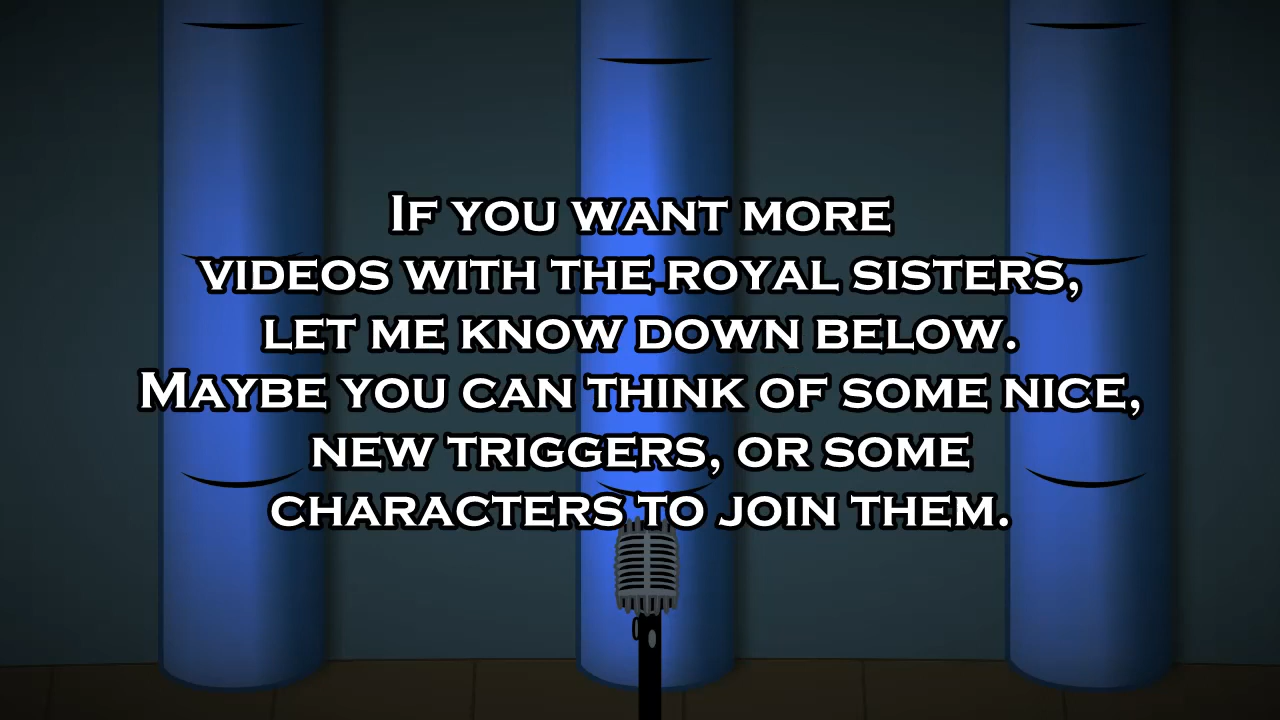 If you want more
videos with the royal sisters,
let me know down below.
Maybe you can think of some nice,
new triggers, or some
characters to join them.